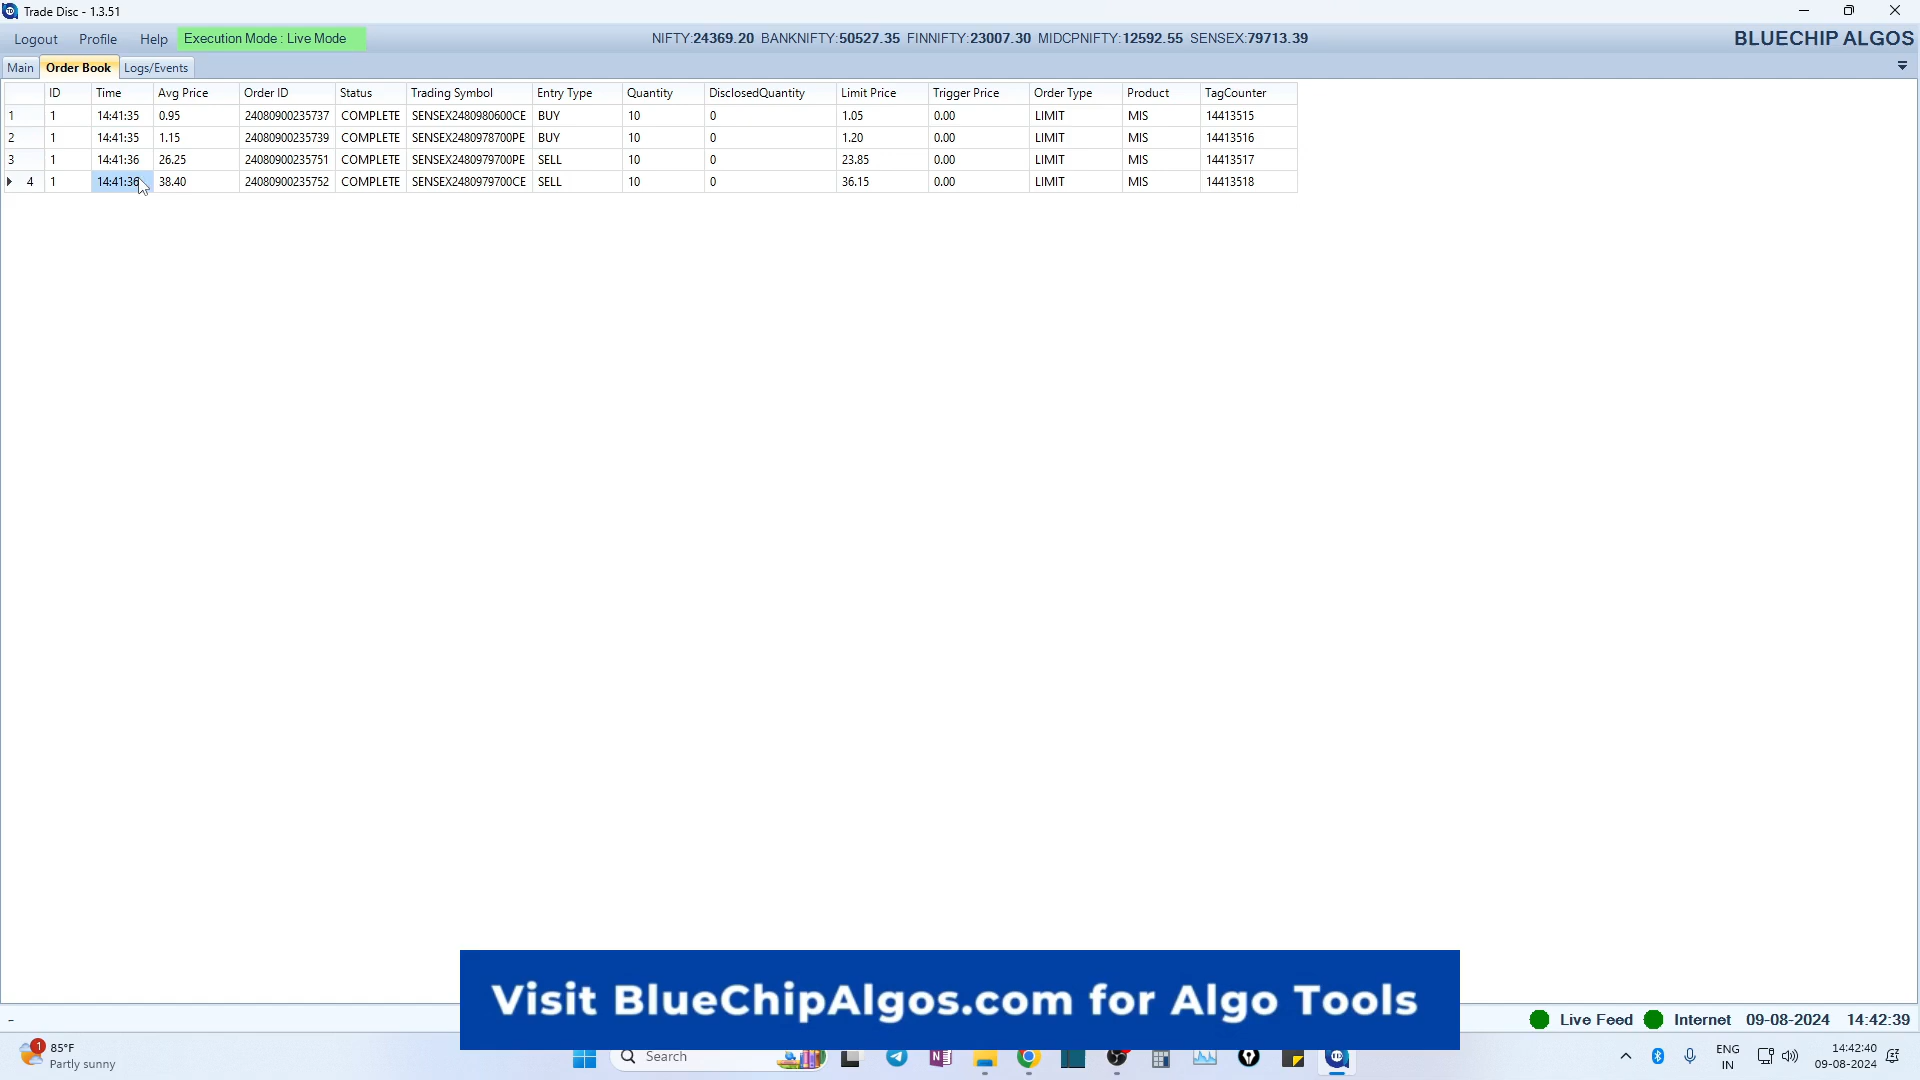 Trade Disc - 1.3.51
Logout Profile Help Execution Mode : Live Mode NIFTY:24369.20 BANKNIFTY:50527.35 FINNIFTY:23007.30 MIDCPNIFTY:12592.55 SENSEX:79713.39 BLUECHIP ALGOS
Main Order Book Logs/Events
ID Time Avg Price Order ID Status Trading Symbol Entry Type Quantity DisclosedQuantity Limit Price Trigger Price Order Type Product TagCounter
1 1 14:41:35 0.95 24080900235737 COMPLETE SENSEX2480980600CE BUY 10 0 1.05 0.00 LIMIT MIS 14413515
2 1 14:41:35 1.15 24080900235739 COMPLETE SENSEX2480978700PE BUY 10 0 1.20 0.00 LIMIT MIS 14413516
3 1 14:41:36 26.25 24080900235751 COMPLETE SENSEX2480979700PE SELL 10 0 23.85 0.00 LIMIT MIS 14413517
4 1 14:41:36 38.40 24080900235752 COMPLETE SENSEX2480979700CE SELL 10 0 36.15 0.00 LIMIT MIS 14413518
Visit BlueChipAlgos.com for Algo Tools
- Live Feed Internet 09-08-2024 14:42:39
1 85°F
Partly sunny
Search
ENG
IN
14:42:40
09-08-2024